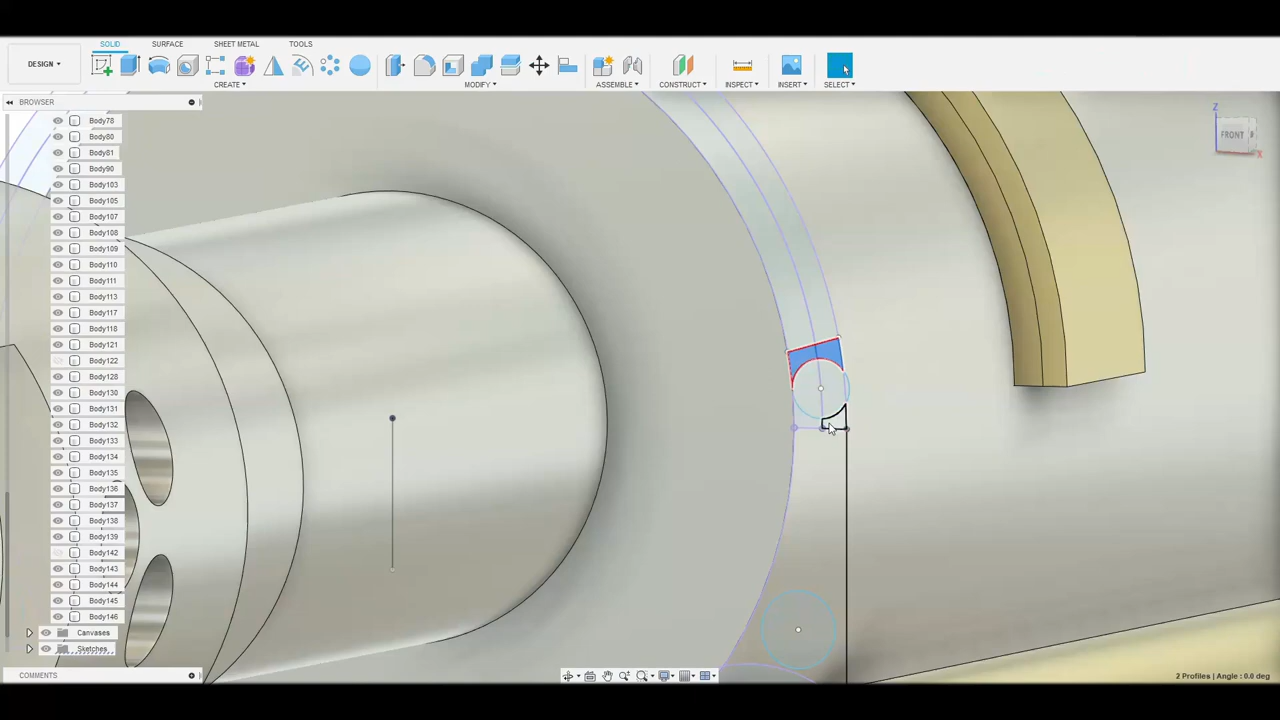 SOLID SURFACE SHEET METAL TOOLS
DESIGN
CREATE MODIFY ASSEMBLE CONSTRUCT INSPECT INSERT SELECT
BROWSER
Body78
Body80
Body81
Body90
Body103
Body105
Body107
Body108
Body109
Body110
Body111
Body113
Body117
Body118
Body121
Body122
Body128
Body130
Body131
Body132
Body133
Body134
Body135
Body136
Body137
Body138
Body139
Body142
Body143
Body144
Body145
Body146
Canvases
Sketches
COMMENTS
Z
FRONT
X
2 Profiles | Angle : 0.0 deg